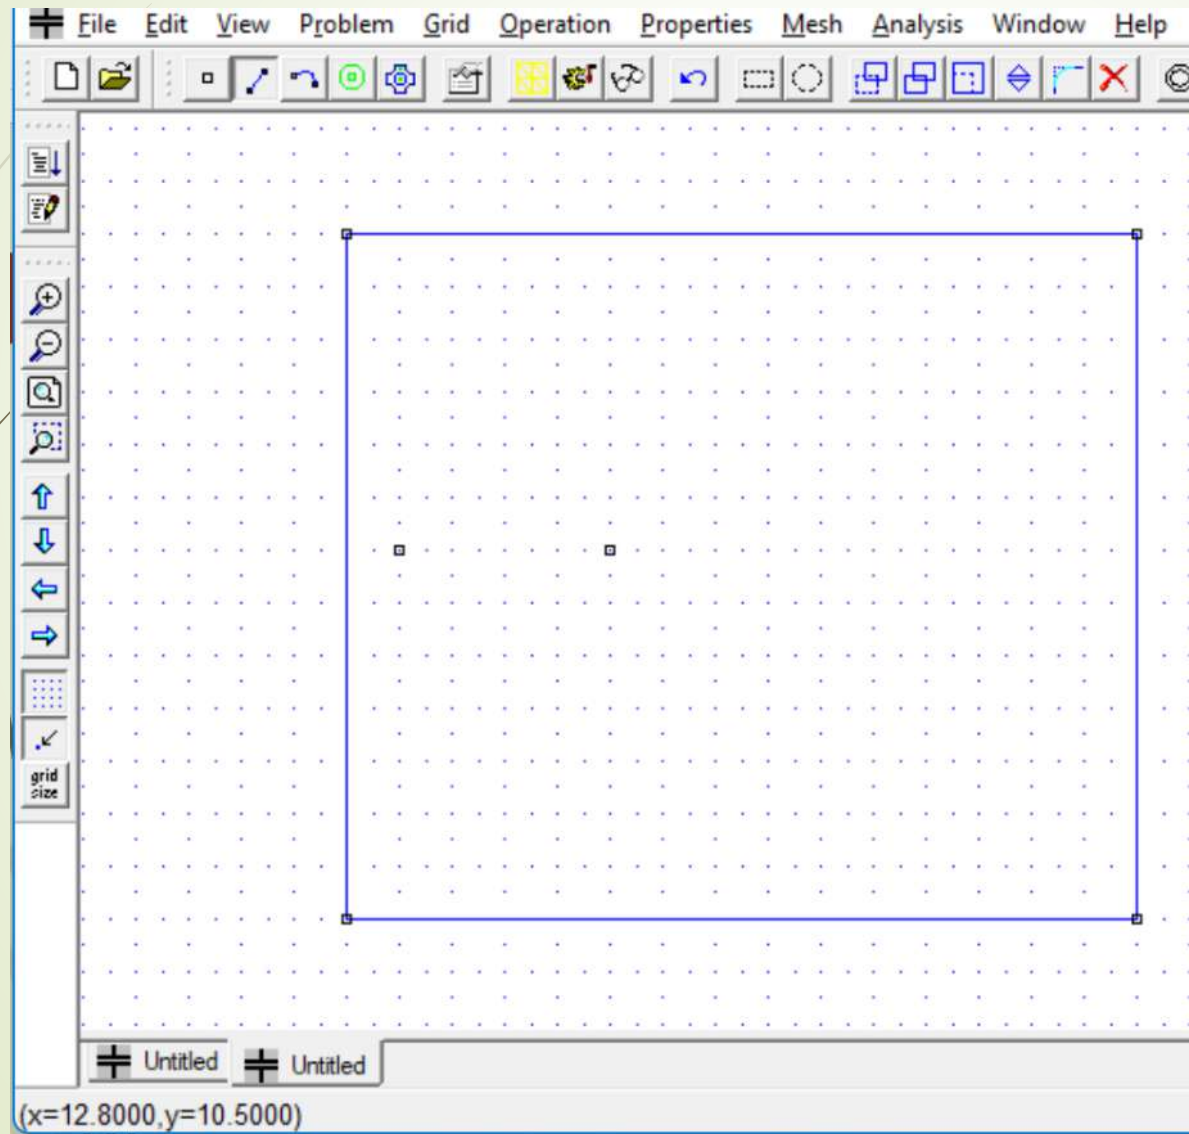 File Edit View Problem Grid Operation Properties Mesh Analysis Window Help
grid
size
Untitled Untitled
(x=12.8000,y=10.5000)